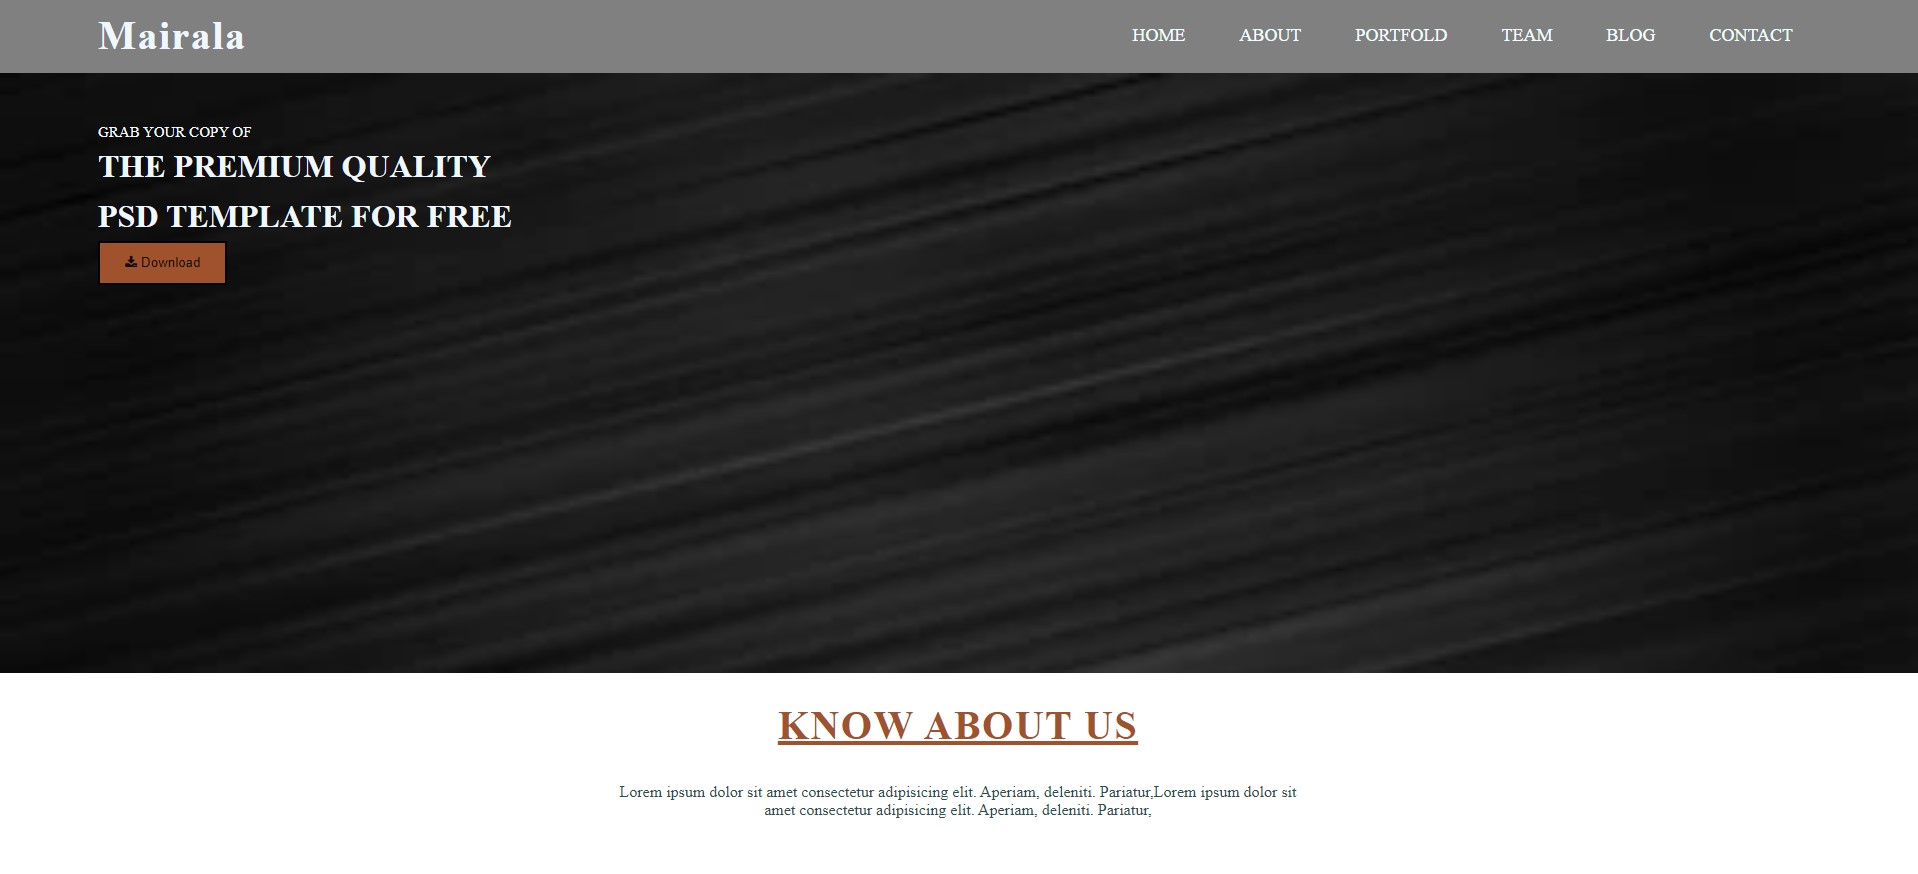 Mairala
HOME ABOUT PORTFOLD TEAM BLOG CONTACT
GRAB YOUR COPY OF
THE PREMIUM QUALITY
PSD TEMPLATE FOR FREE
Download
KNOW ABOUT US
Lorem ipsum dolor sit amet consectetur adipisicing elit. Aperiam, deleniti. Pariatur,Lorem ipsum dolor sit
amet consectetur adipisicing elit. Aperiam, deleniti. Pariatur,